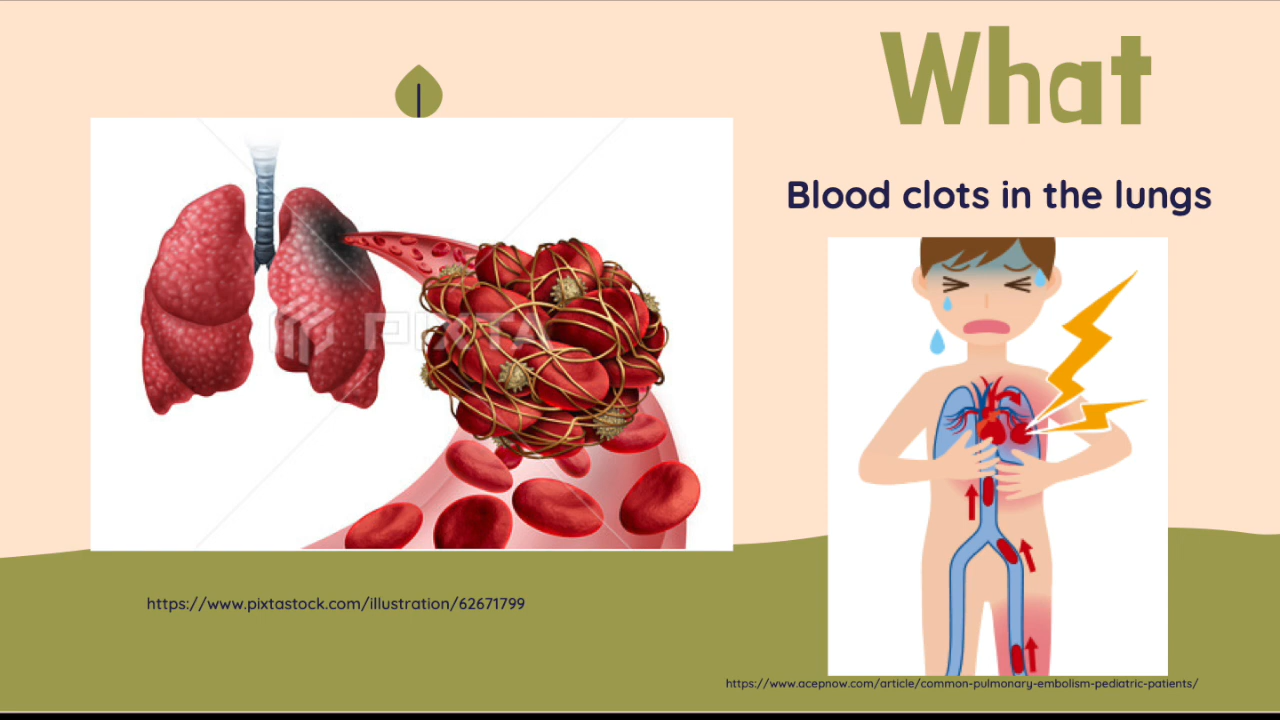 What
Blood clots in the lungs
PIXTA
https://www.pixtastock.com/illustration/62671799
https://www.acepnow.com/article/common-pulmonary-embolism-pediatric-patients/